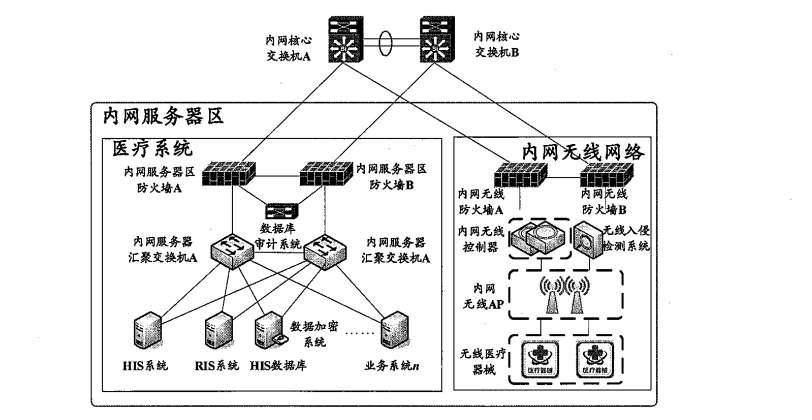 内网核心
交换机A
内网核心
交换机B
内网服务器区
医疗系统
内网无线网络
内网服务器区
防火墙A
内网服务器区
防火墙B
内网无线
防火墙A
内网无线
防火墙B
数据库
审计系统
内网服务器
汇聚交换机A
内网服务器
汇聚交换机A
内网无线
控制器
无线入侵
检测系统
内网
无线AP
数据加密
系统
……
HIS系统
RIS系统
HIS数据库
业务系统n
无线医疗
器械
医疗器械
医疗器械